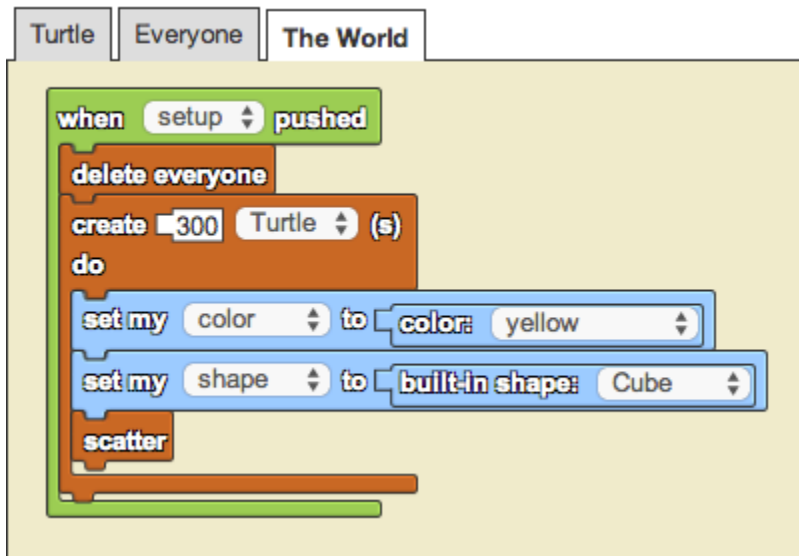 Turtle Everyone The World
when setup pushed
delete everyone
create 300 Turtle (s)
do
set my color to color: yellow
set my shape to built-in shape: Cube
scatter